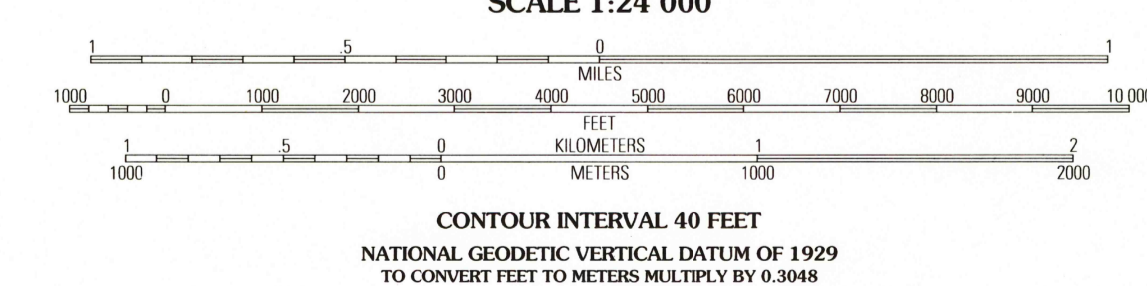 SCALE 1:24 000
1 .5 0 1
MILES
1000 0 1000 2000 3000 4000 5000 6000 7000 8000 9000 10 000
FEET
1 .5 0 KILOMETERS 1 2
1000 0 METERS 1000 2000
CONTOUR INTERVAL 40 FEET
NATIONAL GEODETIC VERTICAL DATUM OF 1929
TO CONVERT FEET TO METERS MULTIPLY BY 0.3048